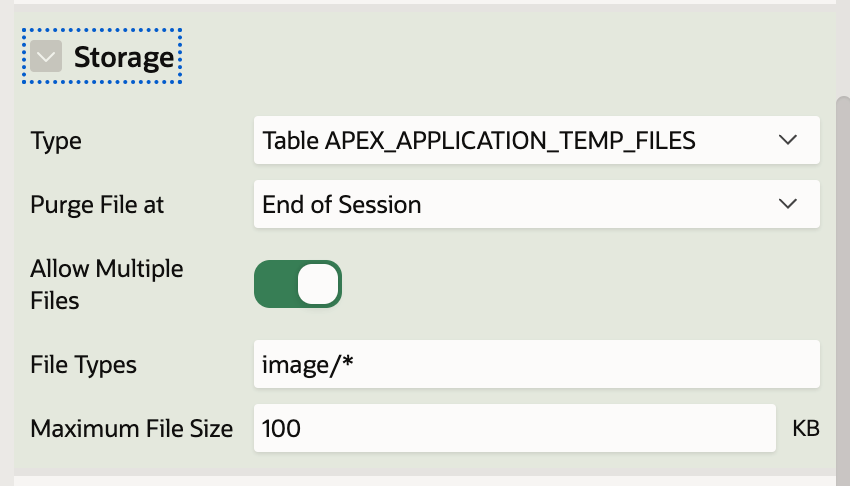 Storage
Type
Table APEX_APPLICATION_TEMP_FILES
Purge File at
End of Session
Allow Multiple
Files
File Types
image/*
Maximum File Size
100
KB